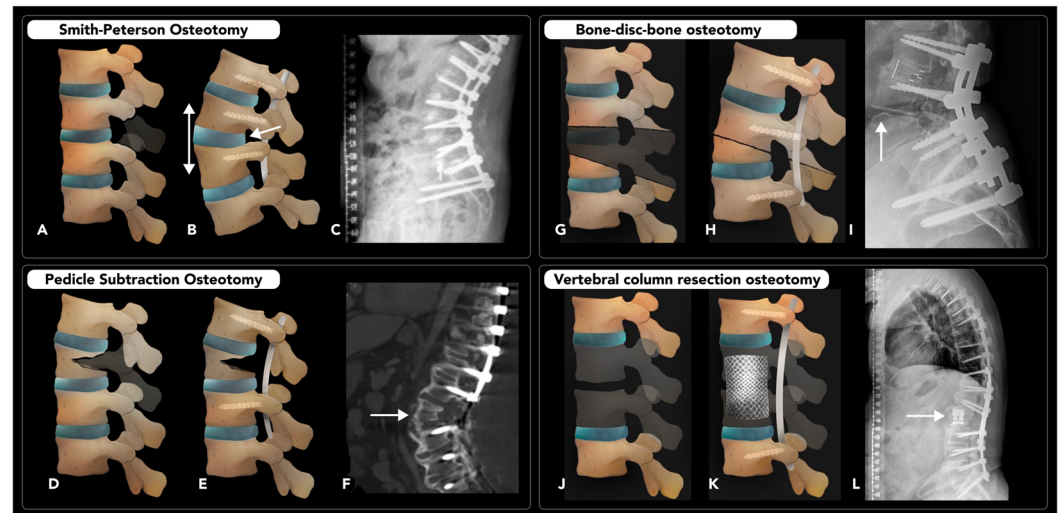 Smith-Peterson Osteotomy
A
B
C
Bone-disc-bone osteotomy
G
H
I
Pedicle Subtraction Osteotomy
D
E
F
Vertebral column resection osteotomy
J
K
L